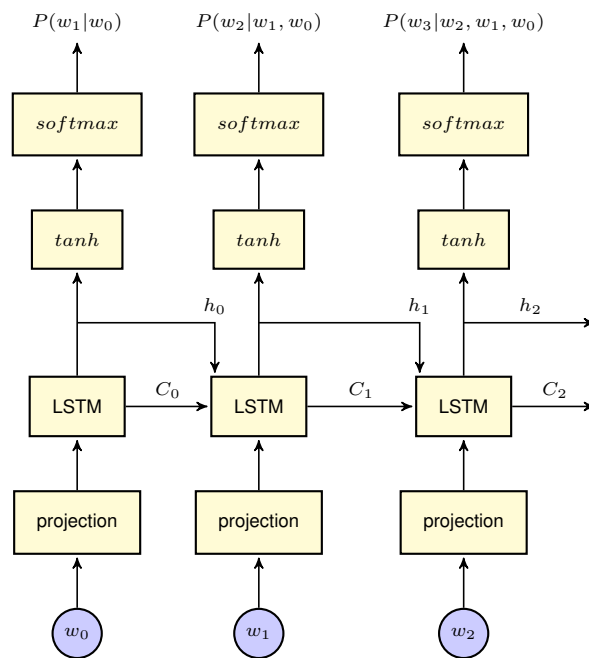 P(w₁|w₀) P(w₂|w₁, w₀) P(w₃|w₂, w₁, w₀)
softmax softmax softmax
tanh tanh tanh
h₀ h₁ h₂
LSTM C₀ LSTM C₁ LSTM C₂
projection projection projection
w₀ w₁ w₂